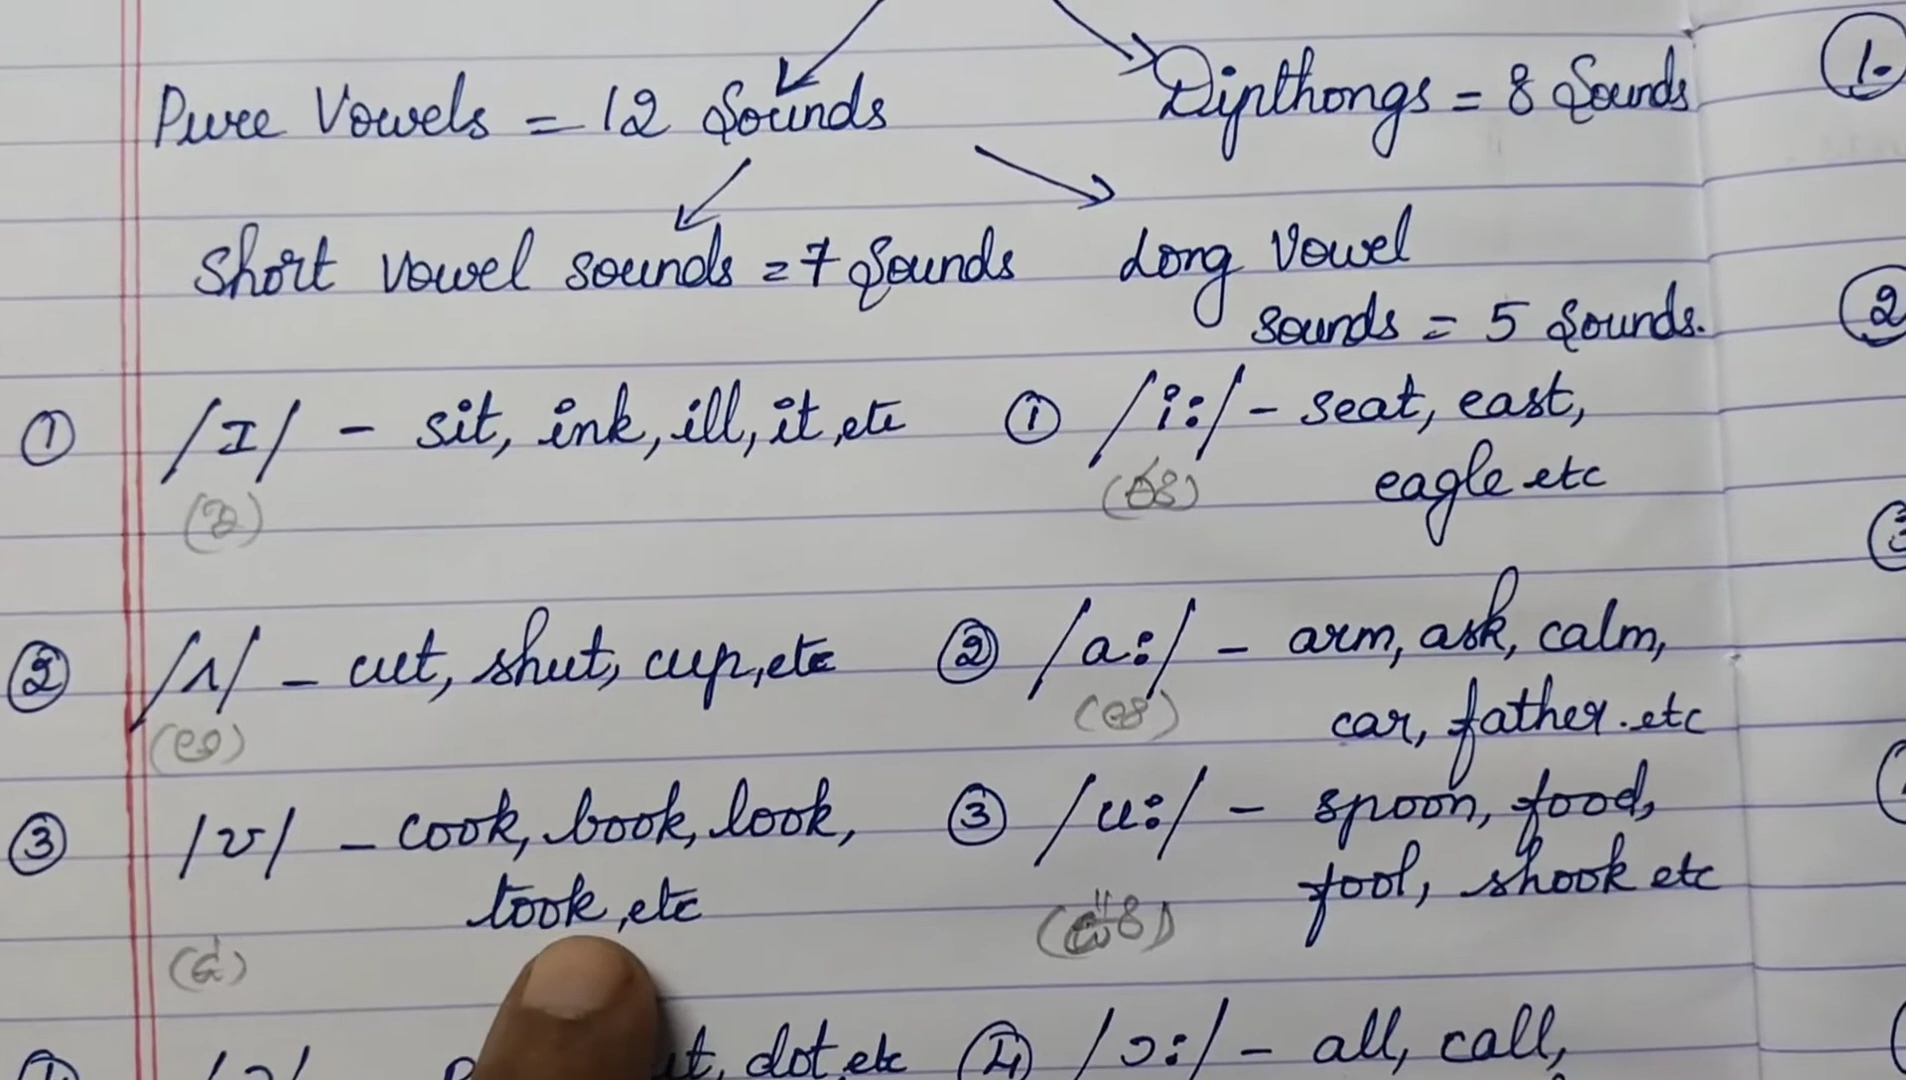 Pure Vowels = 12 Sounds
Dipthongs = 8 Sounds
Short vowel sounds = 7 Sounds
Long Vowel
sounds = 5 Sounds.
① /I/ - sit, ink, ill, it, etc
① /i:/ - seat, east,
eagle etc
② /ʌ/ - cut, shut, cup, etc
② /a:/ - arm, ask, calm,
car, father. etc
③ /ʊ/ - cook, book, look,
took, etc
③ /u:/ - spoon, food,
fool, shook etc
dot, etc
④ /ɔ:/ - all, call,
1.
2
3